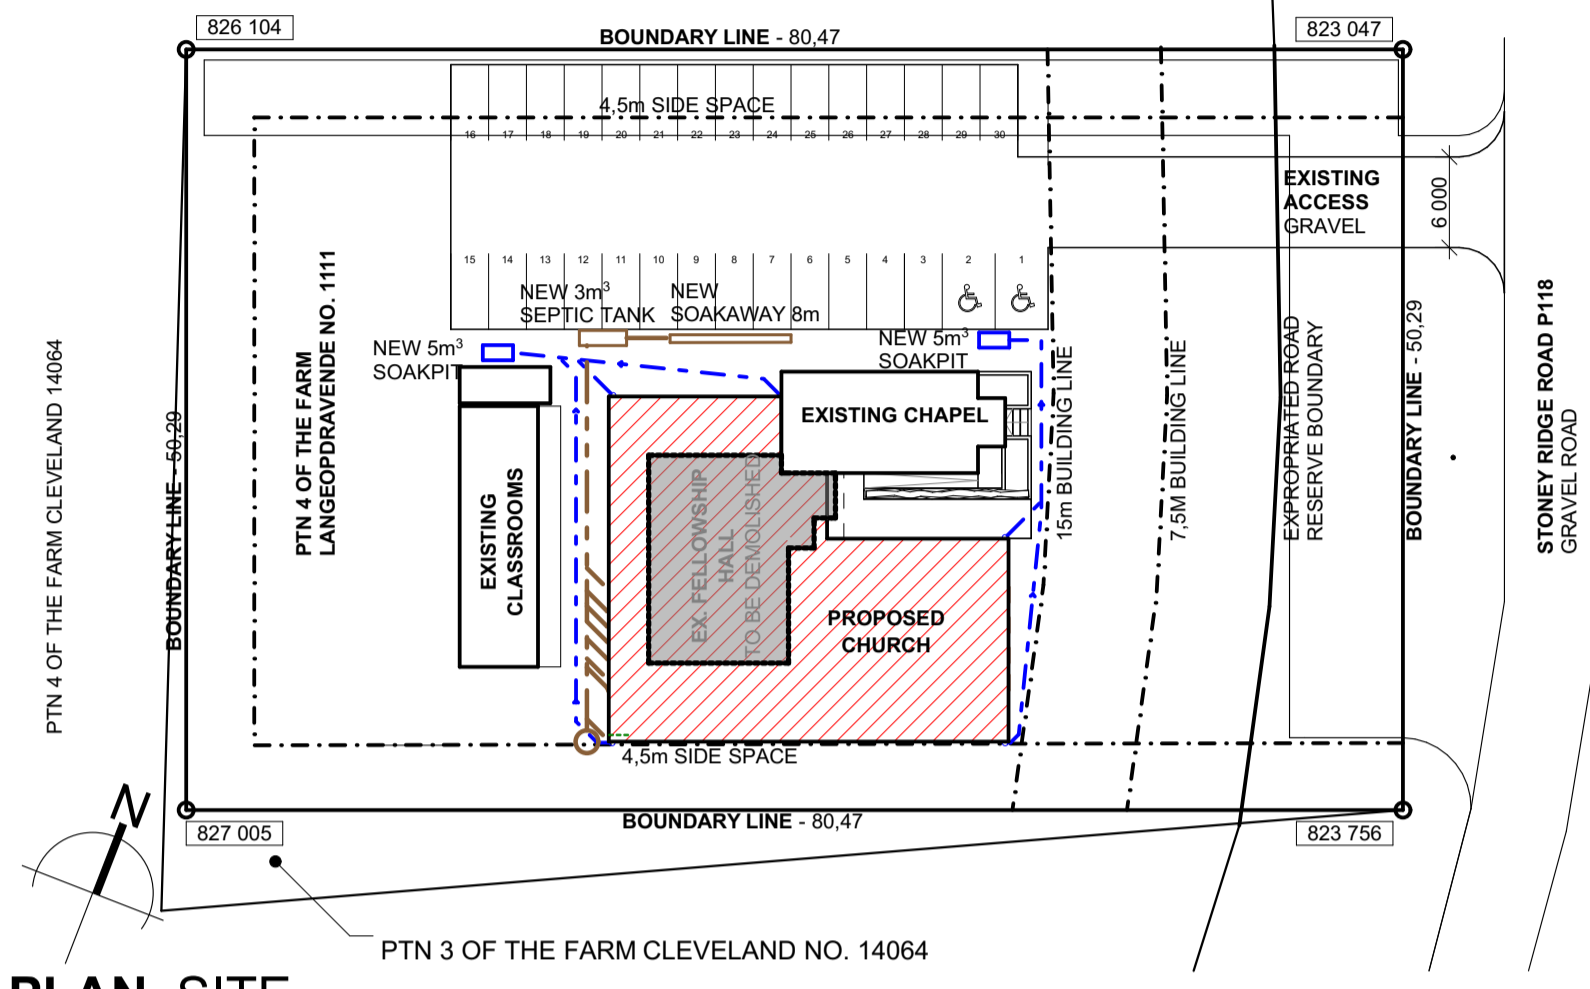 826 104
BOUNDARY LINE - 80,47
823 047
4,5m SIDE SPACE
16 17 18 19 20 21 22 23 24 25 26 27 28 29 30
EXISTING
ACCESS
GRAVEL
6 000
15 14 13 12 11 10 9 8 7 6 5 4 3 2 1
NEW 3m³
SEPTIC TANK
NEW
SOAKAWAY 8m
NEW 5m³
SOAKPIT
NEW 5m³
SOAKPIT
PTN 4 OF THE FARM CLEVELAND 14064
BOUNDARY LINE - 50,29
PTN 4 OF THE FARM
LANGEOPDRAVENDE NO. 1111
EXISTING
CLASSROOMS
EXISTING CHAPEL
EX. FELLOWSHIP
HALL
TO BE DEMOLISHED
PROPOSED
CHURCH
15m BUILDING LINE
7,5M BUILDING LINE
EXPROPRIATED ROAD
RESERVE BOUNDARY
BOUNDARY LINE - 50,29
STONEY RIDGE ROAD P118
GRAVEL ROAD
4,5m SIDE SPACE
N
827 005
BOUNDARY LINE - 80,47
823 756
PTN 3 OF THE FARM CLEVELAND NO. 14064
PLAN SITE